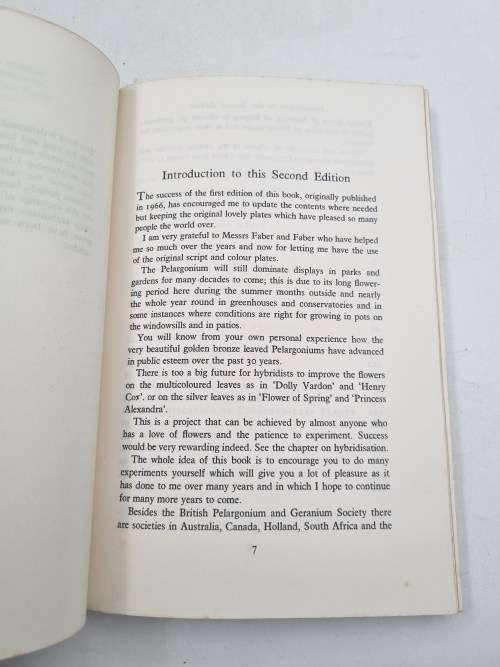 Introduction to this Second Edition
The success of the first edition of this book, originally published
in 1966, has encouraged me to update the contents where needed
but keeping the original lovely plates which have pleased so many
people the world over.
I am very grateful to Messrs Faber and Faber who have helped
me so much over the years and now for letting me have the use
of the original script and colour plates.
The Pelargonium will still dominate displays in parks and
gardens for many decades to come; this is due to its long flower-
ing period here during the summer months outside and nearly
the whole year round in greenhouses and conservatories and in
some instances where conditions are right for growing in pots on
the windowsills and in patios.
You will know from your own personal experience how the
very beautiful golden bronze leaved Pelargoniums have advanced
in public esteem over the past 30 years.
There is too a big future for hybridists to improve the flowers
on the multicoloured leaves as in 'Dolly Vardon' and 'Henry
Cox'. or on the silver leaves as in 'Flower of Spring' and 'Princess
Alexandra'.
This is a project that can be achieved by almost anyone who
has a love of flowers and the patience to experiment. Success
would be very rewarding indeed. See the chapter on hybridisation.
The whole idea of this book is to encourage you to do many
experiments yourself which will give you a lot of pleasure as it
has done to me over many years and in which I hope to continue
for many more years to come.
Besides the British Pelargonium and Geranium Society there
are societies in Australia, Canada, Holland, South Africa and the
7